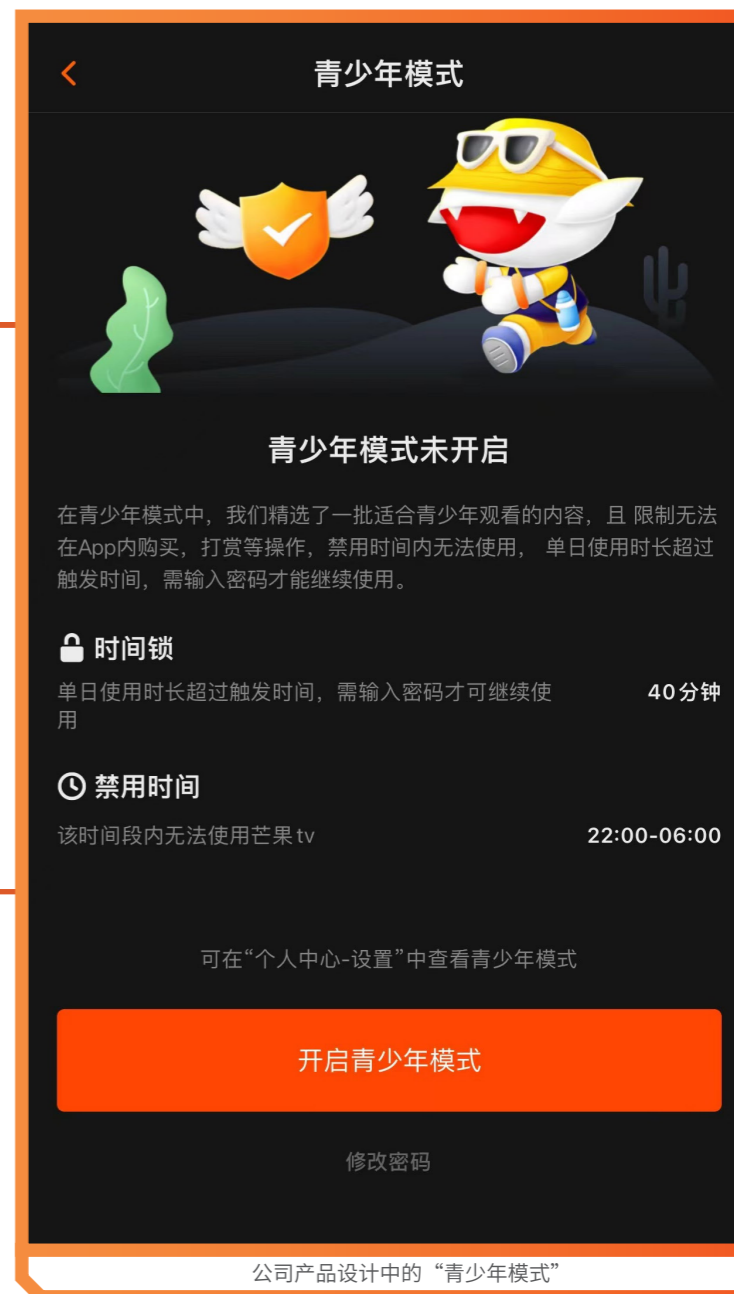 青少年模式
青少年模式未开启
在青少年模式中，我们精选了一批适合青少年观看的内容，且 限制无法
在App内购买，打赏等操作，禁用时间内无法使用， 单日使用时长超过
触发时间，需输入密码才能继续使用。
时间锁
单日使用时长超过触发时间，需输入密码才可继续使
用
40分钟
禁用时间
该时间段内无法使用芒果tv
22:00-06:00
可在“个人中心-设置”中查看青少年模式
开启青少年模式
修改密码
公司产品设计中的“青少年模式”